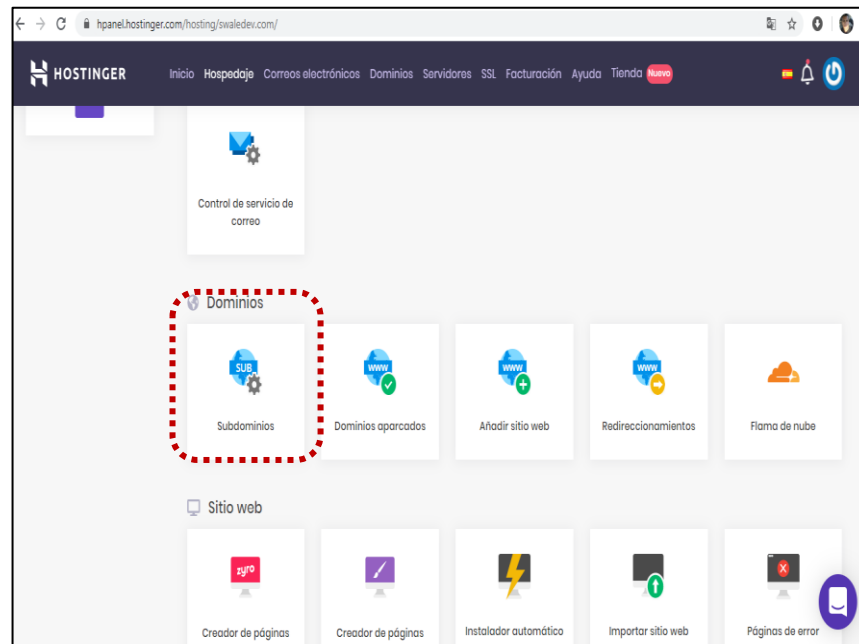 hpanel.hostinger.com/hosting/swaledev.com/
HOSTINGER
Inicio Hospedaje Correos electrónicos Dominios Servidores SSL Facturación Ayuda Tienda Nuevo
Control de servicio de
correo
Dominios
SUB
www
www
www
Subdominios
Dominios aparcados
Añadir sitio web
Redireccionamientos
Flama de nube
Sitio web
zyro
Creador de páginas
Creador de páginas
Instalador automático
Importar sitio web
Páginas de error